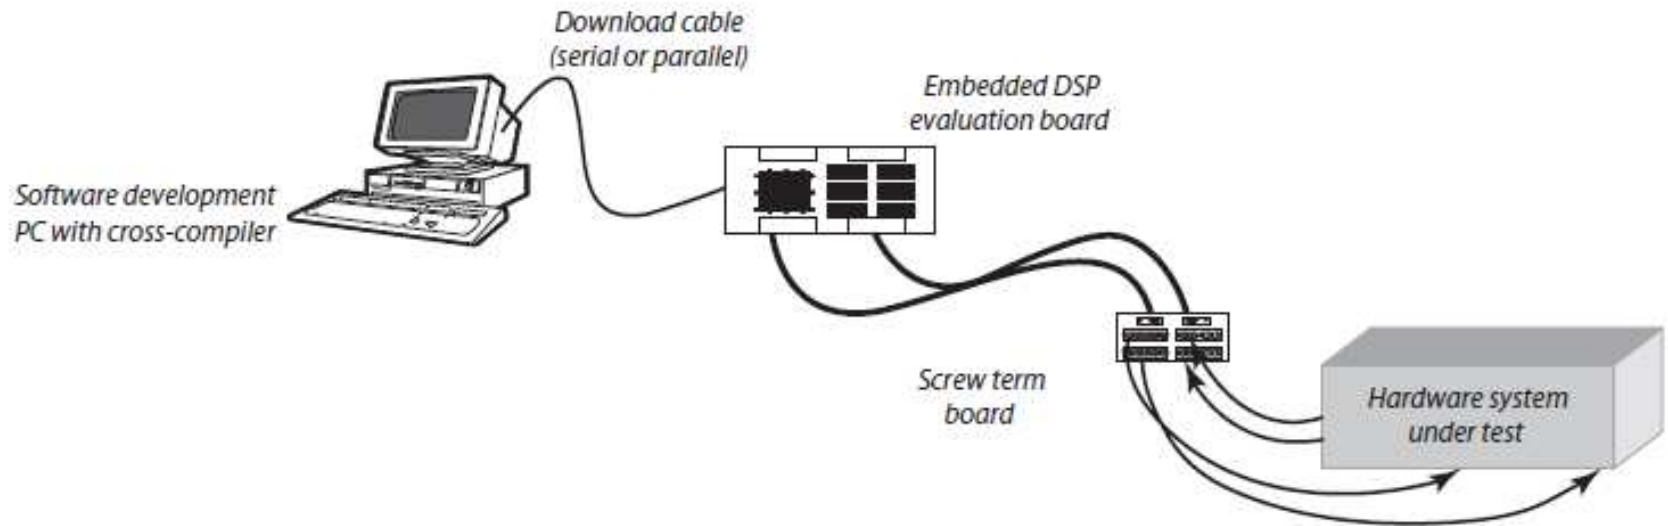 Download cable
(serial or parallel)
Embedded DSP
evaluation board
Software development
PC with cross-compiler
Screw term
board
Hardware system
under test